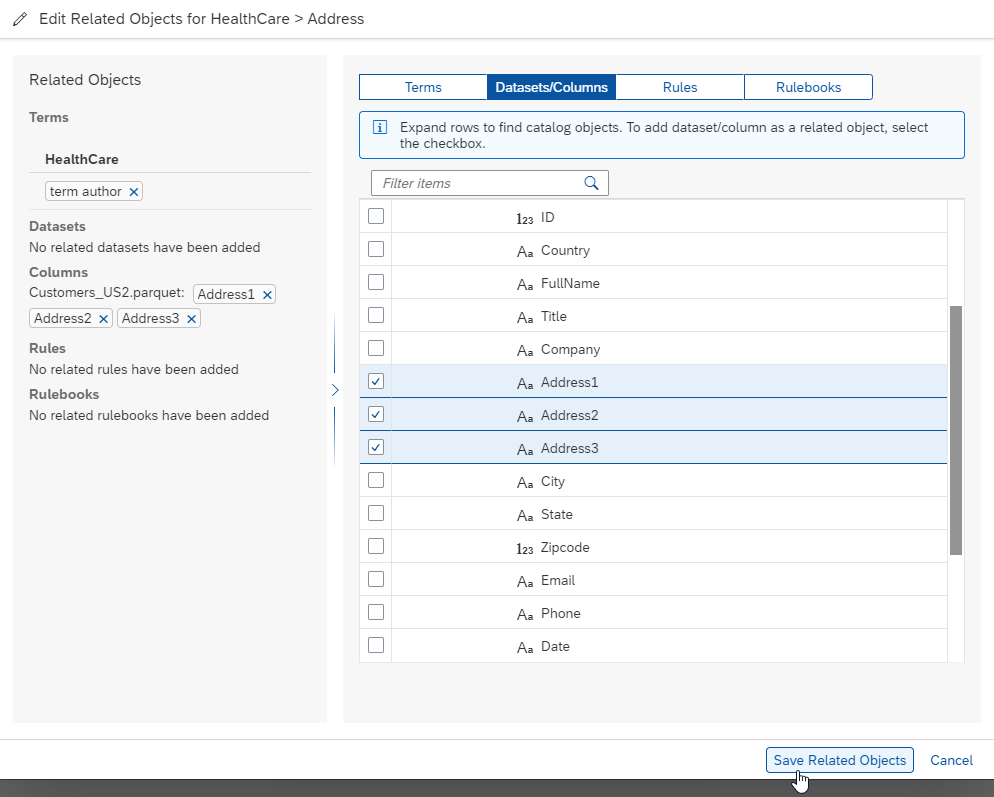 Edit Related Objects for HealthCare > Address
Related Objects
Terms
HealthCare
term author ×
Datasets
No related datasets have been added
Columns
Customers_US2.parquet: Address1 ×
Address2 × Address3 ×
Rules
No related rules have been added
Rulebooks
No related rulebooks have been added
Terms Datasets/Columns Rules Rulebooks
Expand rows to find catalog objects. To add dataset/column as a related object, select
the checkbox.
Filter items
123 ID
Aa Country
Aa FullName
Aa Title
Aa Company
Aa Address1
Aa Address2
Aa Address3
Aa City
Aa State
123 Zipcode
Aa Email
Aa Phone
Aa Date
Save Related Objects Cancel